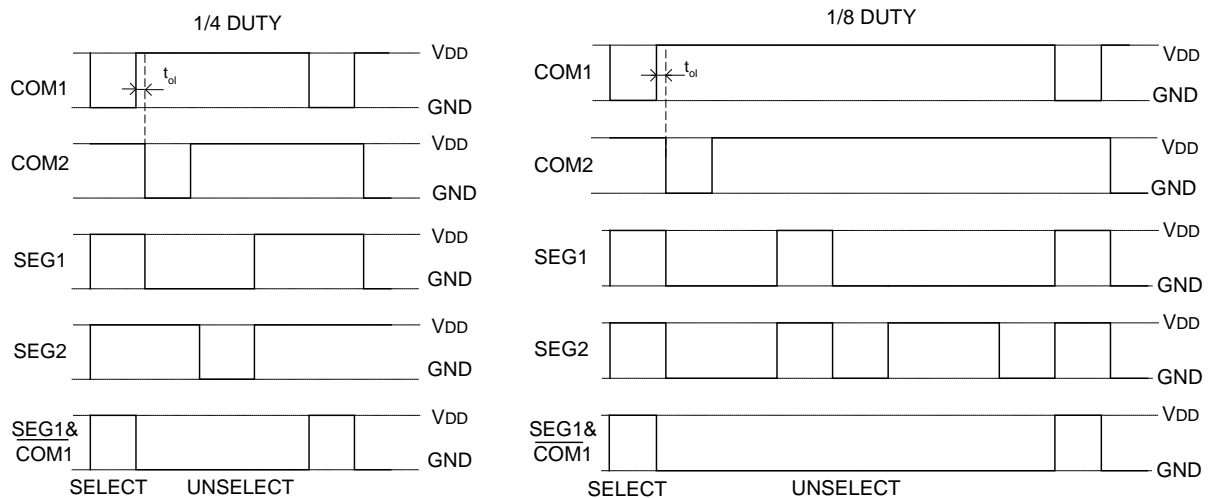 1/4 DUTY
COM1
tol
VDD
GND
COM2
VDD
GND
SEG1
VDD
GND
SEG2
VDD
GND
SEG1&
COM1
VDD
GND
SELECT UNSELECT
1/8 DUTY
COM1
tol
VDD
GND
COM2
VDD
GND
SEG1
VDD
GND
SEG2
VDD
GND
SEG1&
COM1
VDD
GND
SELECT UNSELECT